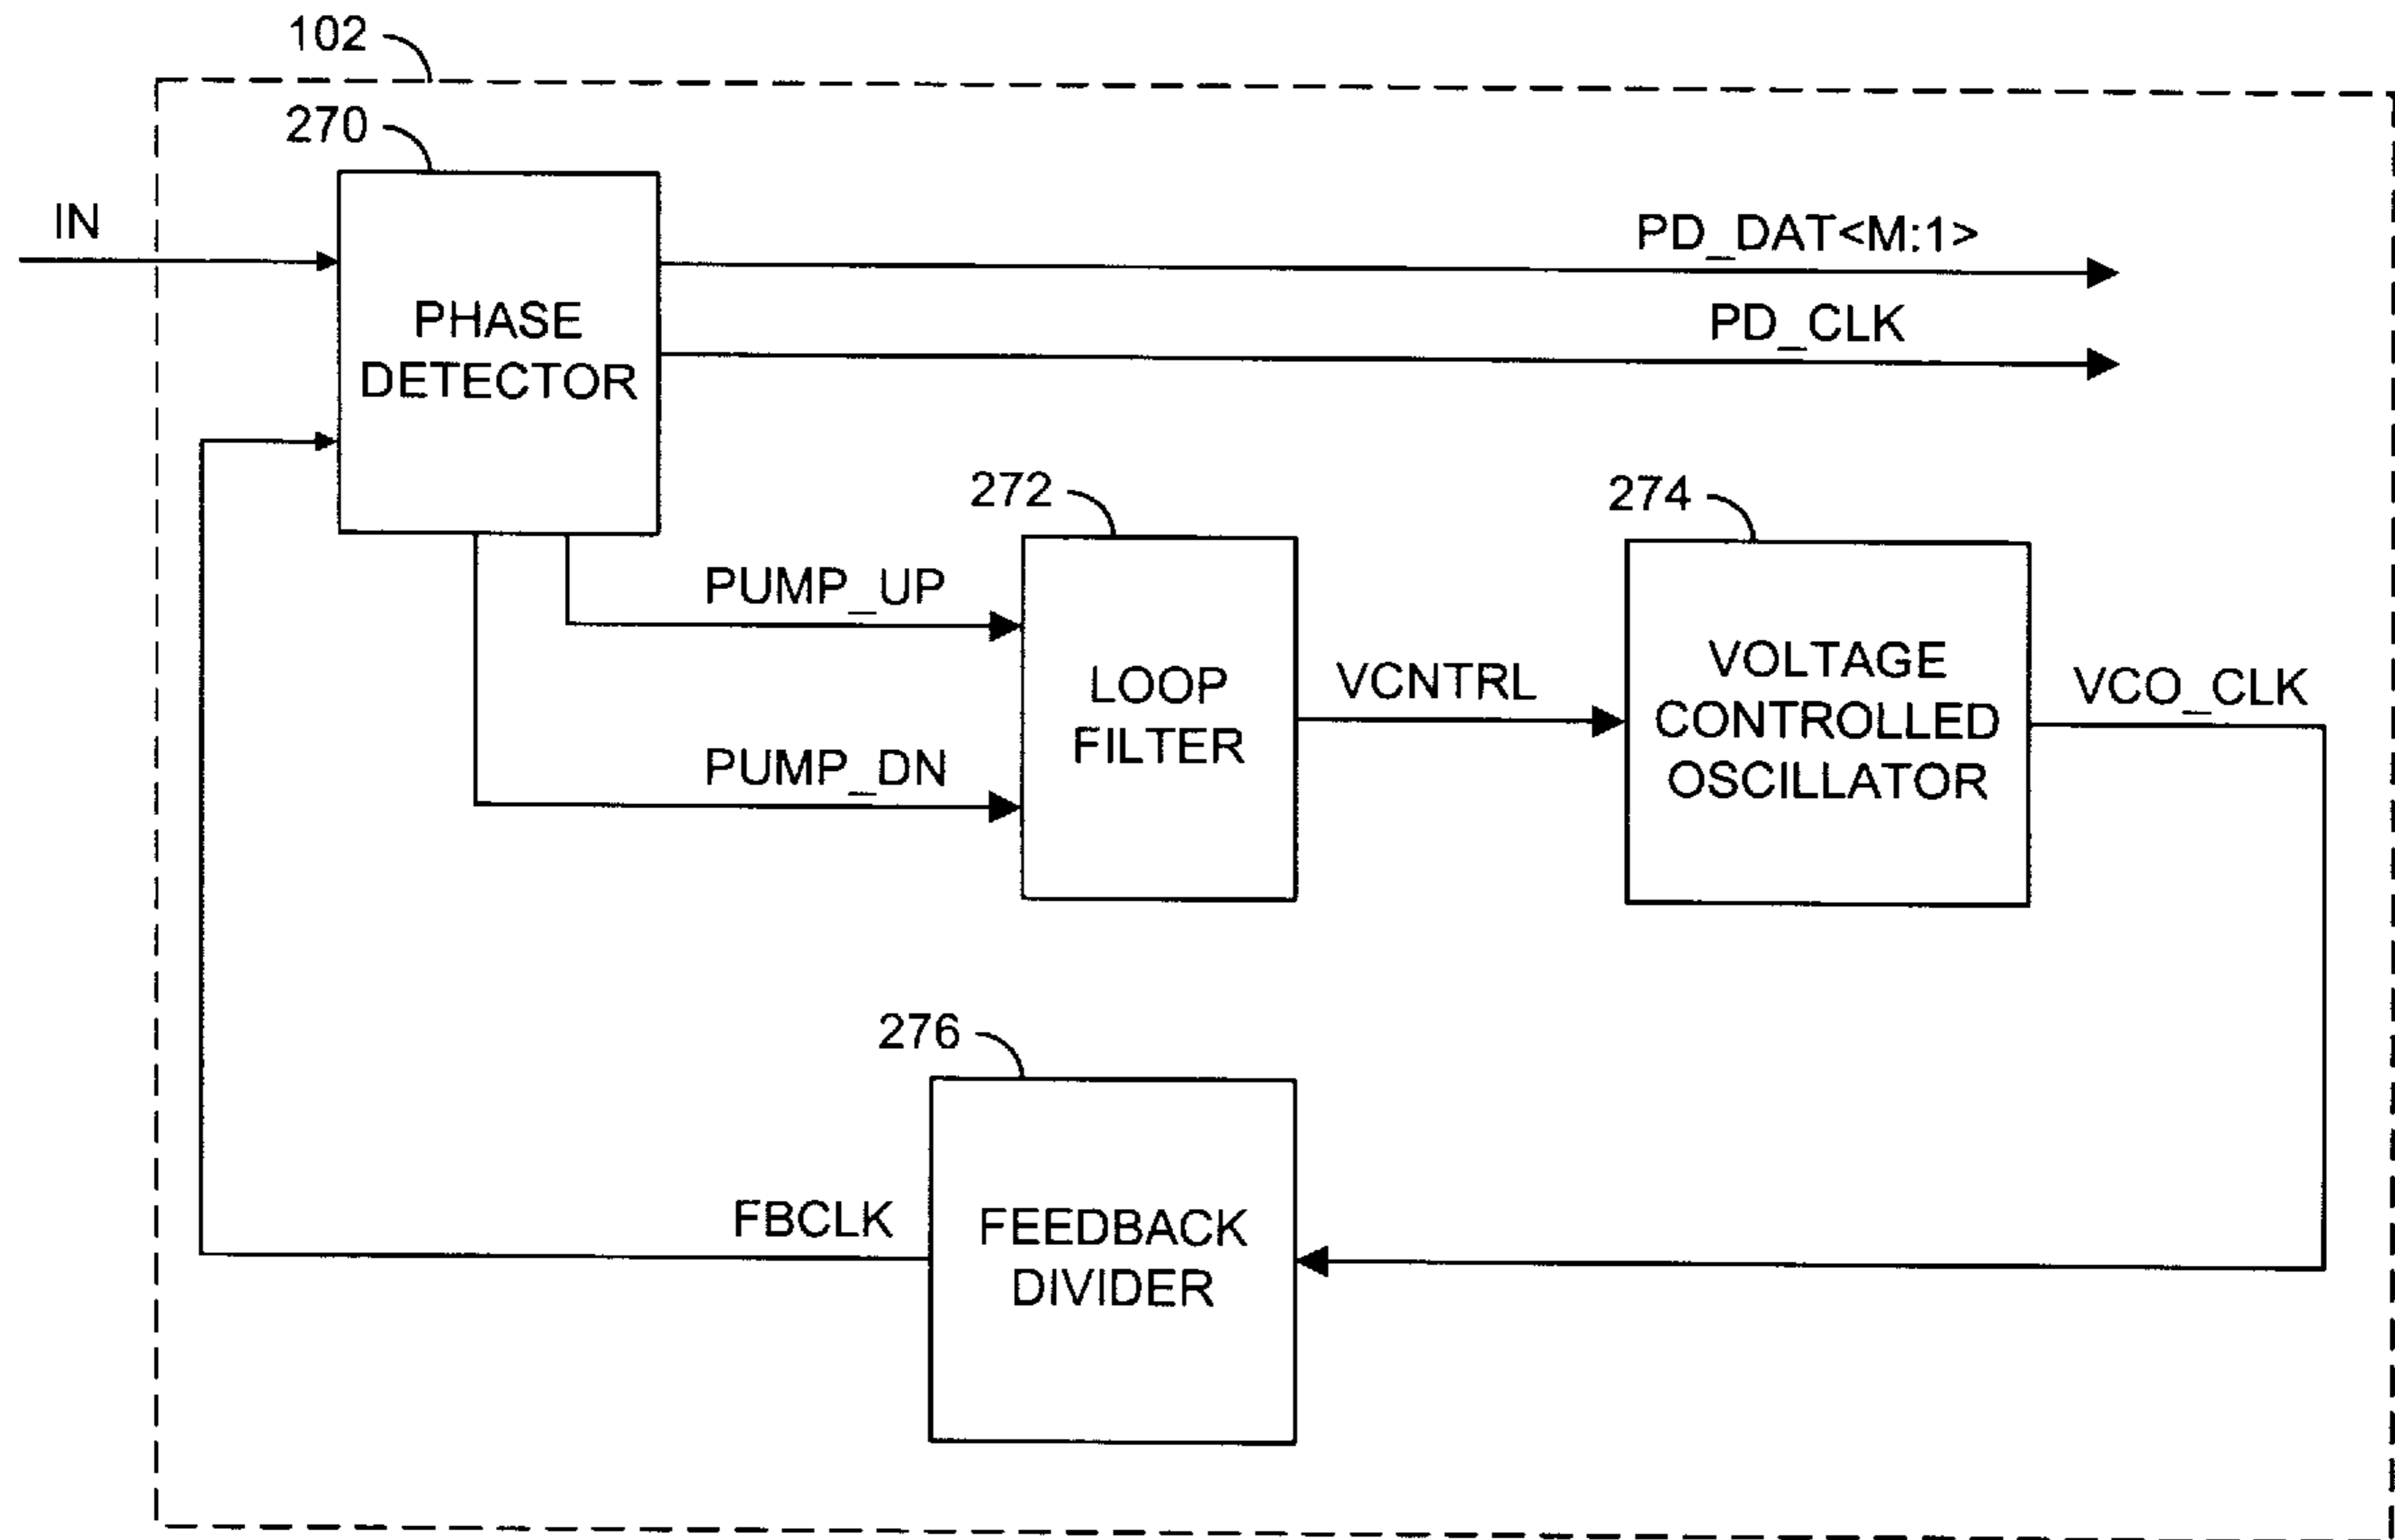 102
270
IN
PHASE
DETECTOR
PD_DAT<M:1>
PD_CLK
272
274
PUMP_UP
PUMP_DN
LOOP
FILTER
VCNTRL
VOLTAGE
CONTROLLED
OSCILLATOR
VCO_CLK
276
FBCLK
FEEDBACK
DIVIDER